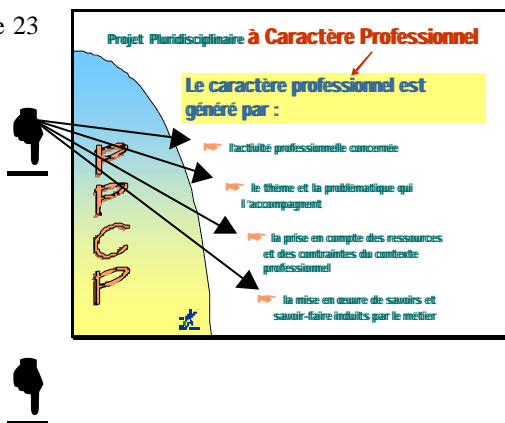 e 23
Projet Pluridisciplinaire à Caractère Professionnel
Le caractère professionnel est
généré par :
l'activité professionnelle concernée
le thème et la problématique qui
l'accompagnent
la prise en compte des ressources
et des contraintes du contexte
professionnel
la mise en œuvre de savoirs et
savoir-faire induits par le métier
P
P
C
P